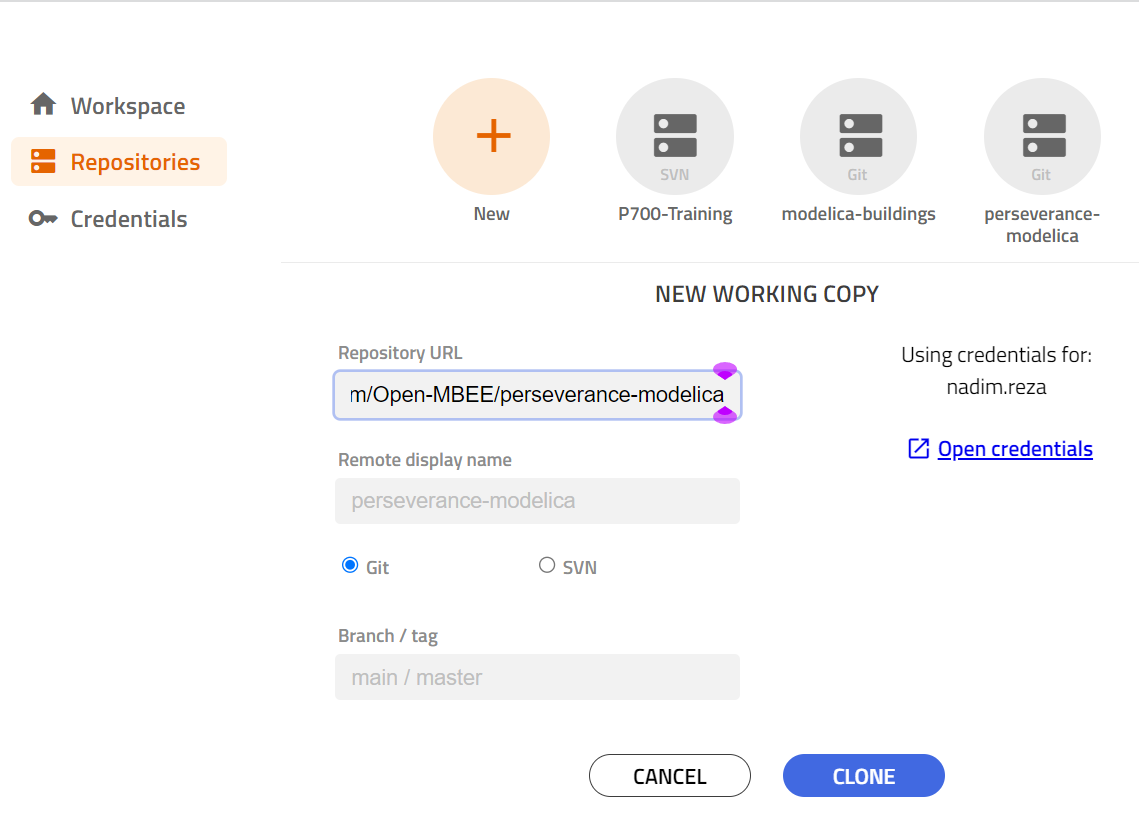 Workspace
Repositories
Credentials
New
SVN
P700-Training
Git
modelica-buildings
Git
perseverance-
modelica
NEW WORKING COPY
Repository URL
m/Open-MBEE/perseverance-modelica
Using credentials for:
nadim.reza
Open credentials
Remote display name
perseverance-modelica
Git
SVN
Branch / tag
main / master
CANCEL
CLONE